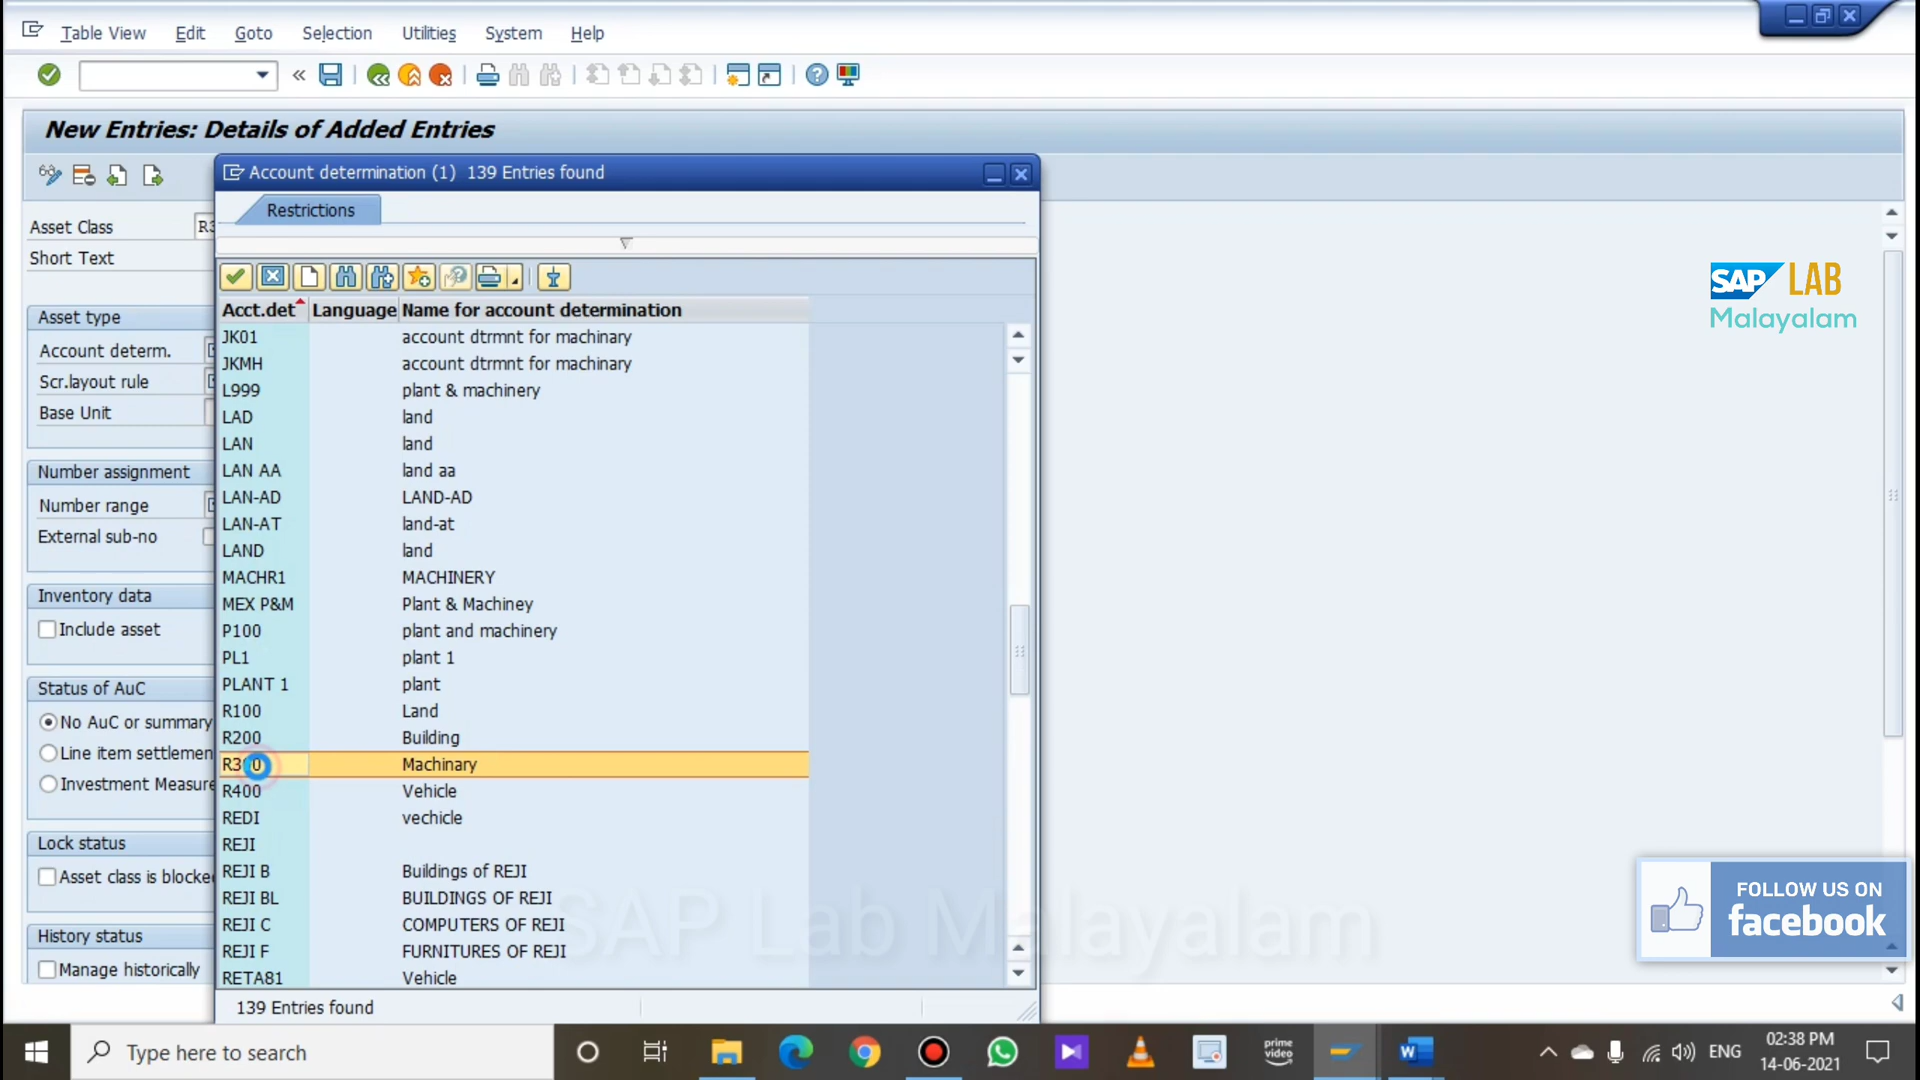 Table View Edit Goto Selection Utilities System Help
New Entries: Details of Added Entries
Account determination (1) 139 Entries found
Restrictions
Asset Class
Short Text
Asset type
Account determ.
Scr.layout rule
Base Unit
Number assignment
Number range
External sub-no
Inventory data
Include asset
Status of AuC
No AuC or summary
Line item settlemen
Investment Measure
Lock status
Asset class is blocke
History status
Manage historically
Acct.det Language Name for account determination
JK01 account dtrmnt for machinary
JKMH account dtrmnt for machinary
L999 plant & machinery
LAD land
LAN land
LAN AA land aa
LAN-AD LAND-AD
LAN-AT land-at
LAND land
MACHR1 MACHINERY
MEX P&M Plant & Machiney
P100 plant and machinery
PL1 plant 1
PLANT 1 plant
R100 Land
R200 Building
R300 Machinary
R400 Vehicle
REDI vechicle
REJI
REJI B Buildings of REJI
REJI BL BUILDINGS OF REJI
REJI C COMPUTERS OF REJI
REJI F FURNITURES OF REJI
RETA81 Vehicle
139 Entries found
SAP LAB
Malayalam
SAP Lab Malayalam
FOLLOW US ON
facebook
Type here to search
prime
video
ENG
02:38 PM
14-06-2021